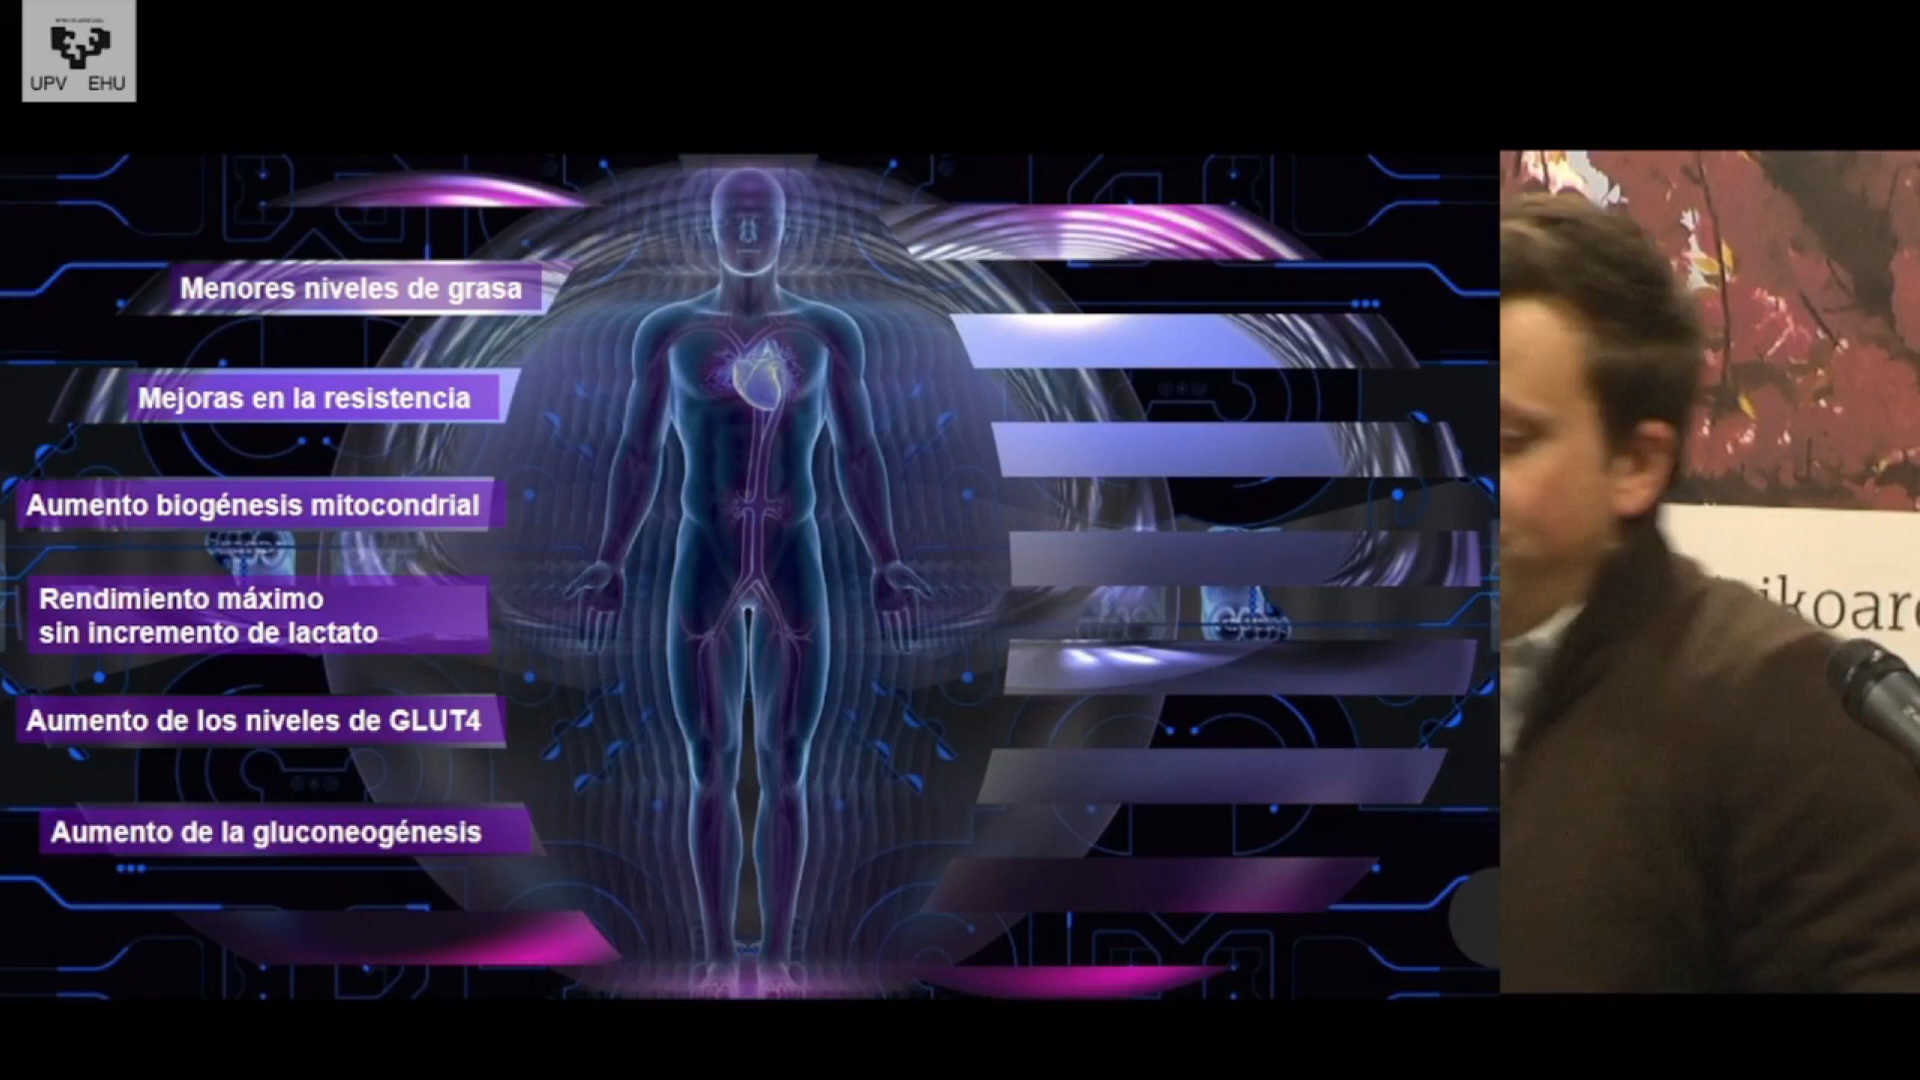 UPV EHU
Menores niveles de grasa
Mejoras en la resistencia
Aumento biogénesis mitocondrial
Rendimiento máximo
sin incremento de lactato
Aumento de los niveles de GLUT4
Aumento de la gluconeogénesis